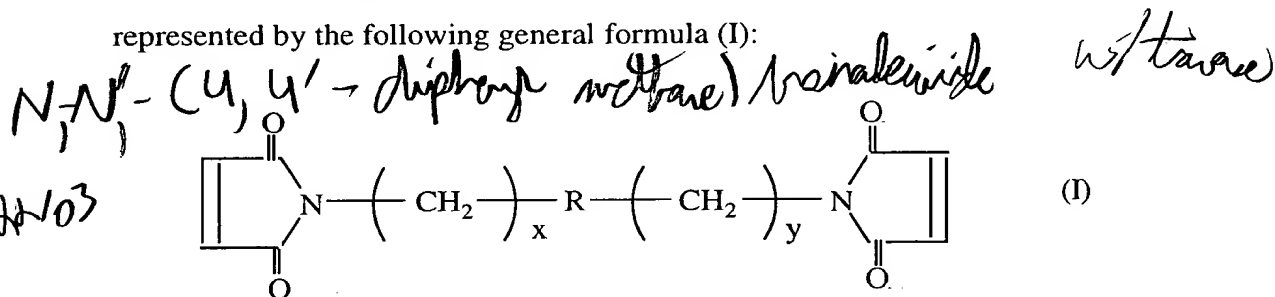 represented by the following general formula (I):
N,N'-(4,4'-diphenyl methane) bismaleimide w/
O O
N ( CH2 ) x R ( CH2 ) y N (I)
O O